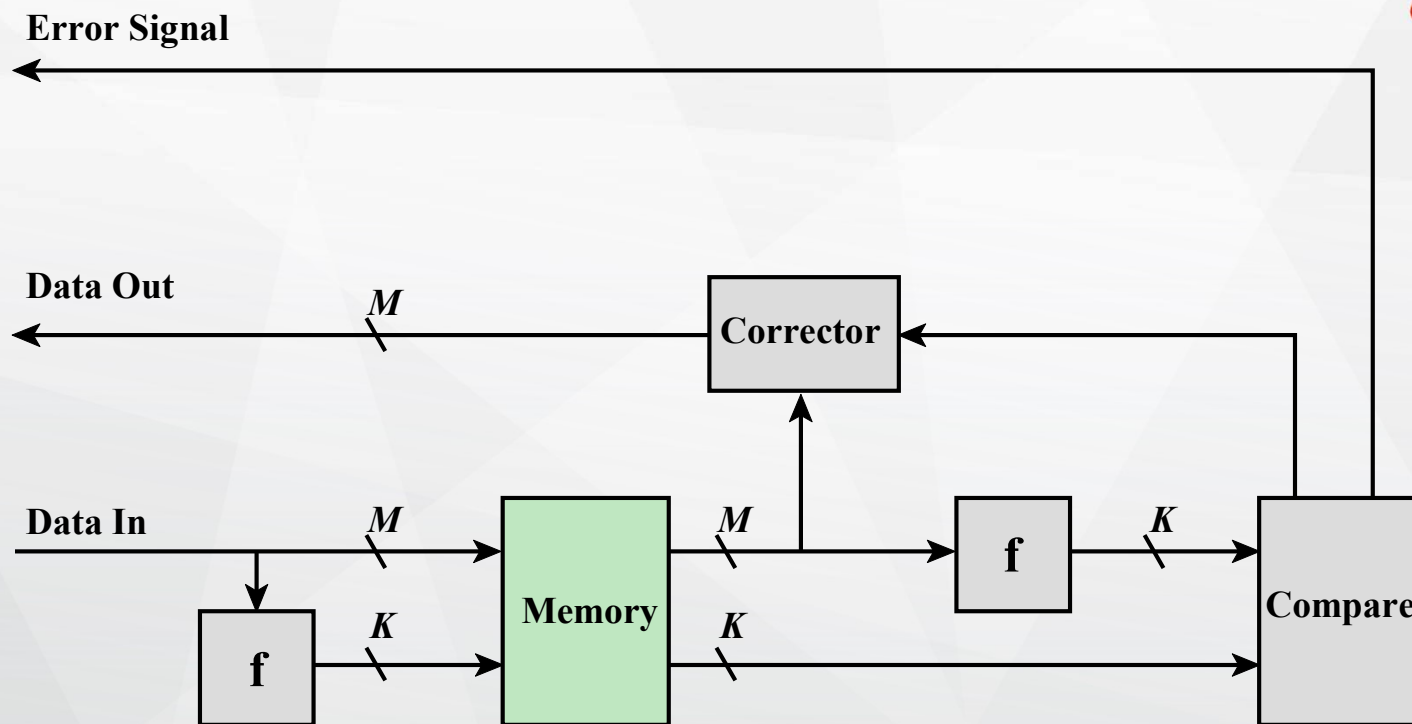 Error Signal
Data Out
M
Corrector
Data In
M
M
K
f
Compare
Memory
K
K
f